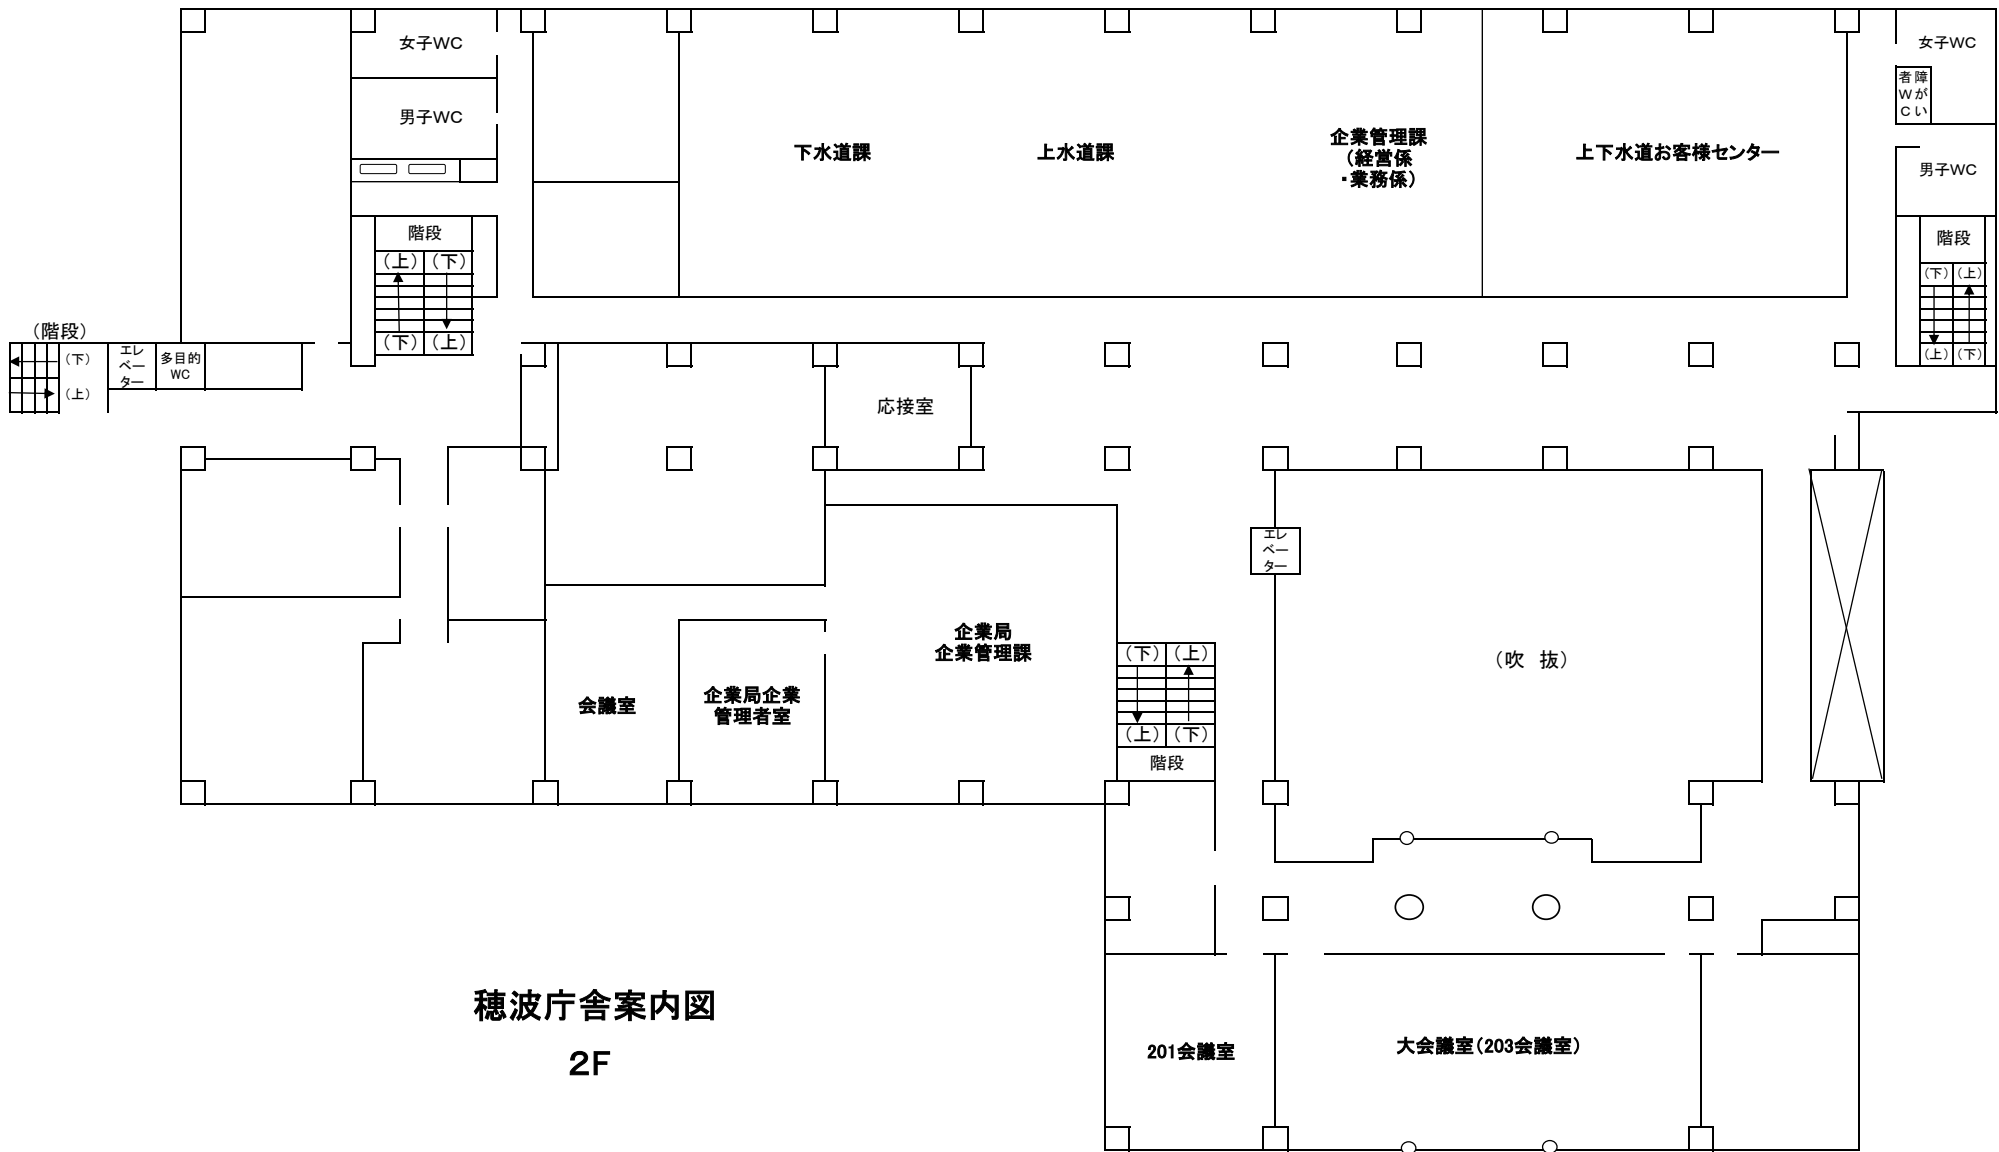 女子WC
男子WC
階段
（上）
（下）
（下）
（上）
下水道課
上水道課
企業管理課
（経営係
・業務係）
上下水道お客様センター
女子WC
障がい
者WC
男子WC
階段
（下）
（上）
（上）
（下）
（階段）
（下）
（上）
エレ
ベー
ター
多目的
WC
応接室
エレ
ベー
ター
企業局
企業管理課
会議室
企業局企業
管理者室
（下）
（上）
（上）
（下）
階段
（吹　抜）
201会議室
大会議室（203会議室）
穂波庁舎案内図
２F